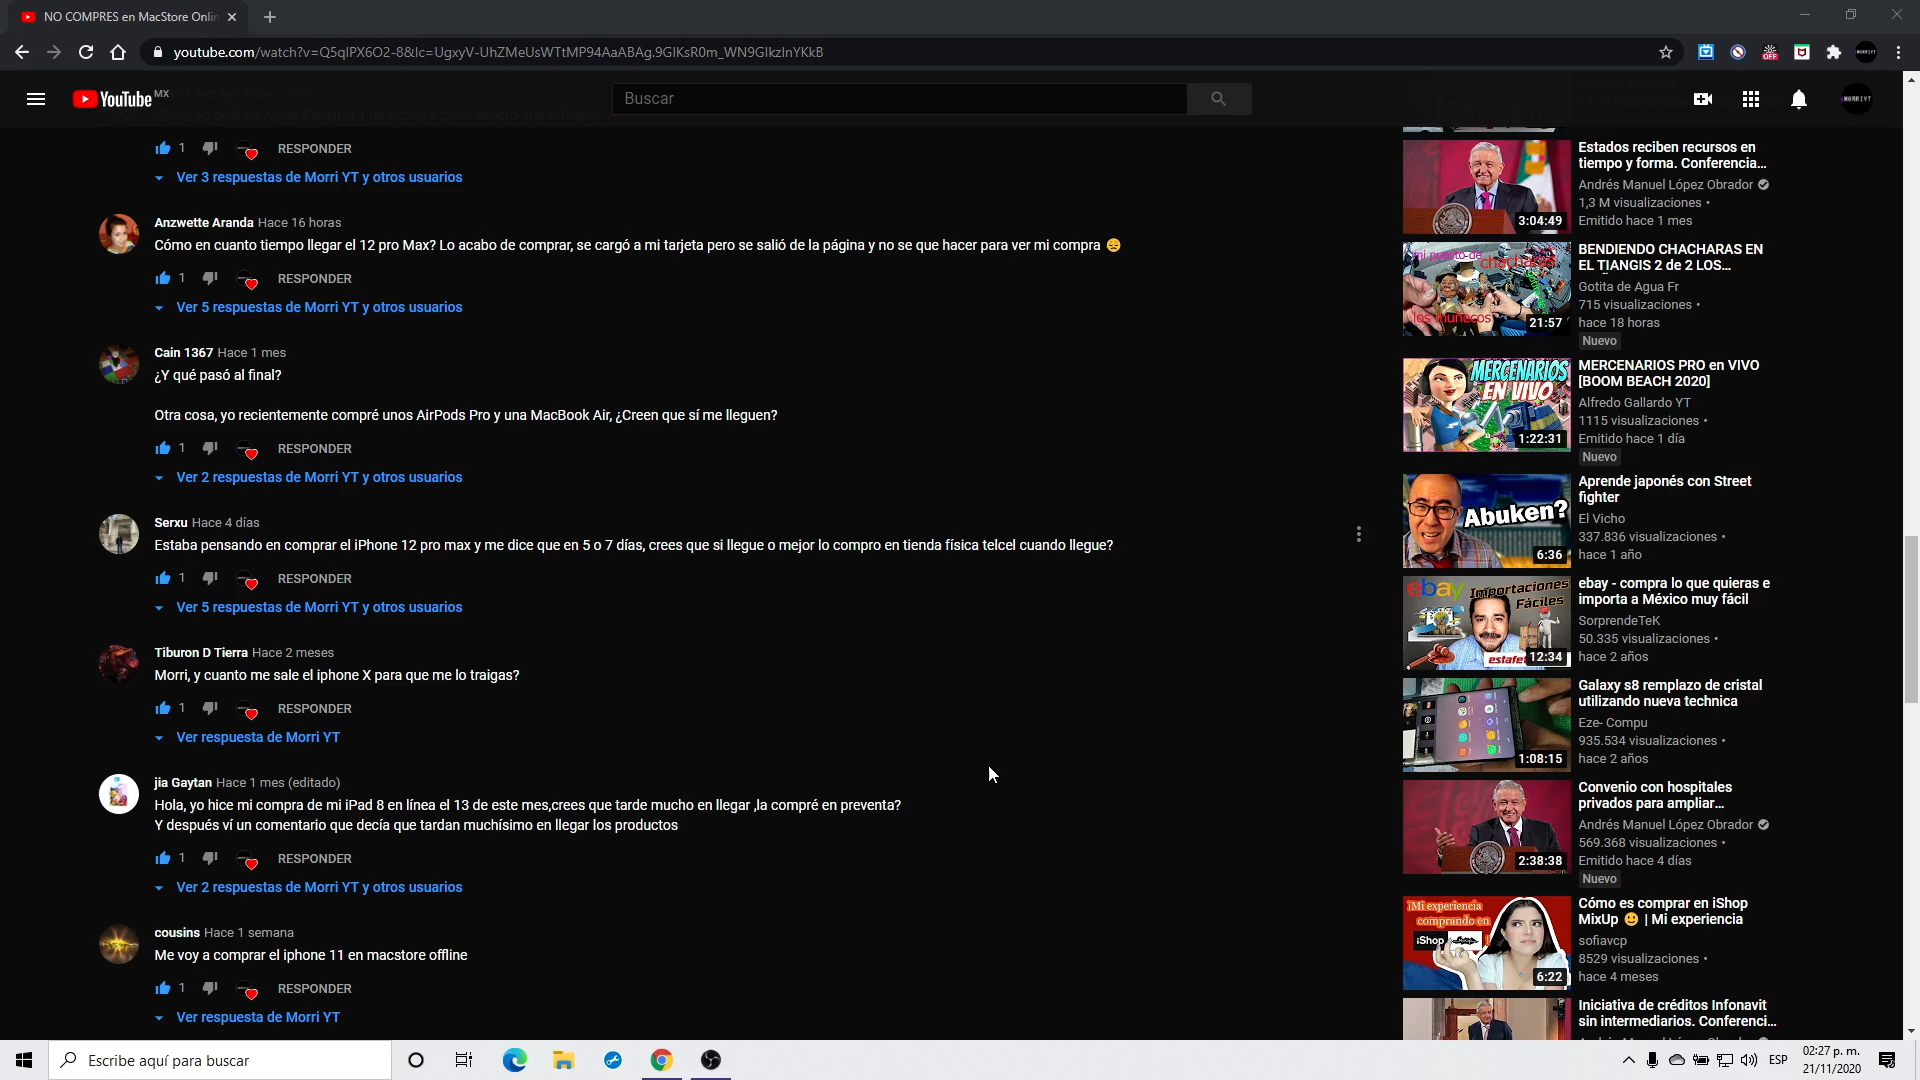 NO COMPRES en MacStore Onlin
youtube.com/watch?v=Q5qIPX6O2-8&lc=UgxyV-UhZMeUsWTtMP94AaABAg.9GIKsR0m_WN9GIkzInYKkB
OFF
YouTube MX
Buscar
MORRIYT
1 RESPONDER
Ver 3 respuestas de Morri YT y otros usuarios
Anzwette Aranda Hace 16 horas
Cómo en cuanto tiempo llegar el 12 pro Max? Lo acabo de comprar, se cargó a mi tarjeta pero se salió de la página y no se que hacer para ver mi compra 😔
1 RESPONDER
Ver 5 respuestas de Morri YT y otros usuarios
Cain 1367 Hace 1 mes
¿Y qué pasó al final?
Otra cosa, yo recientemente compré unos AirPods Pro y una MacBook Air, ¿Creen que sí me lleguen?
1 RESPONDER
Ver 2 respuestas de Morri YT y otros usuarios
Serxu Hace 4 días
Estaba pensando en comprar el iPhone 12 pro max y me dice que en 5 o 7 días, crees que si llegue o mejor lo compro en tienda física telcel cuando llegue?
1 RESPONDER
Ver 5 respuestas de Morri YT y otros usuarios
Tiburon D Tierra Hace 2 meses
Morri, y cuanto me sale el iphone X para que me lo traigas?
1 RESPONDER
Ver respuesta de Morri YT
jia Gaytan Hace 1 mes (editado)
Hola, yo hice mi compra de mi iPad 8 en línea el 13 de este mes,crees que tarde mucho en llegar ,la compré en preventa?
Y después ví un comentario que decía que tardan muchísimo en llegar los productos
1 RESPONDER
Ver 2 respuestas de Morri YT y otros usuarios
cousins Hace 1 semana
Me voy a comprar el iphone 11 en macstore offline
1 RESPONDER
Ver respuesta de Morri YT
3:04:49
Estados reciben recursos en
tiempo y forma. Conferencia...
Andrés Manuel López Obrador
1,3 M visualizaciones •
Emitido hace 1 mes
mi puesto de
chacharas
los muñecos
21:57
BENDIENDO CHACHARAS EN
EL TIANGIS 2 de 2 LOS...
Gotita de Agua Fr
715 visualizaciones •
hace 18 horas
Nuevo
MERCENARIOS
EN VIVO
1:22:31
MERCENARIOS PRO en VIVO
[BOOM BEACH 2020]
Alfredo Gallardo YT
1115 visualizaciones •
Emitido hace 1 día
Nuevo
Abuken?
6:36
Aprende japonés con Street
fighter
El Vicho
337.836 visualizaciones •
hace 1 año
ebay Importaciones
Fáciles
estafet
12:34
ebay - compra lo que quieras e
importa a México muy fácil
SorprendeTeK
50.335 visualizaciones •
hace 2 años
1:08:15
Galaxy s8 remplazo de cristal
utilizando nueva technica
Eze- Compu
935.534 visualizaciones •
hace 2 años
2:38:38
Convenio con hospitales
privados para ampliar...
Andrés Manuel López Obrador
569.368 visualizaciones •
Emitido hace 4 días
Nuevo
¡Mi experiencia
comprando en
iShop
6:22
Cómo es comprar en iShop
MixUp 🙂 | Mi experiencia
sofiavcp
8529 visualizaciones •
hace 4 meses
Iniciativa de créditos Infonavit
sin intermediarios. Conferenci...
Escribe aquí para buscar
ESP
02:27 p. m.
21/11/2020